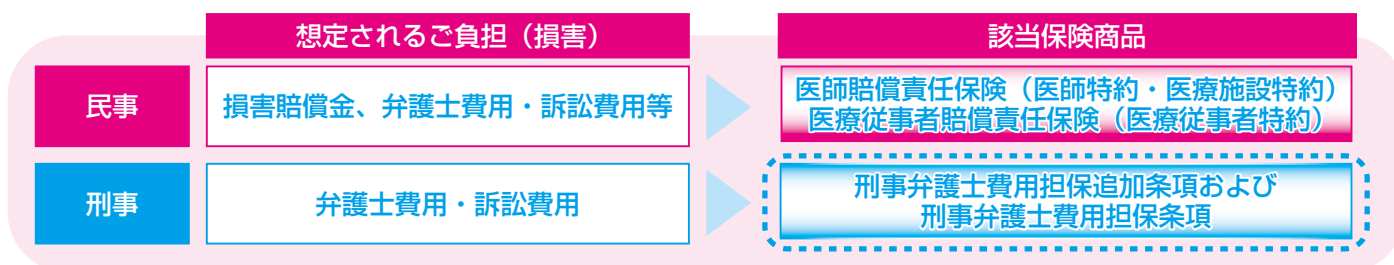 想定されるご負担（損害）
該当保険商品
民事
損害賠償金、弁護士費用・訴訟費用等
医師賠償責任保険（医師特約・医療施設特約）
医療従事者賠償責任保険（医療従事者特約）
刑事
弁護士費用・訴訟費用
刑事弁護士費用担保追加条項および
刑事弁護士費用担保条項